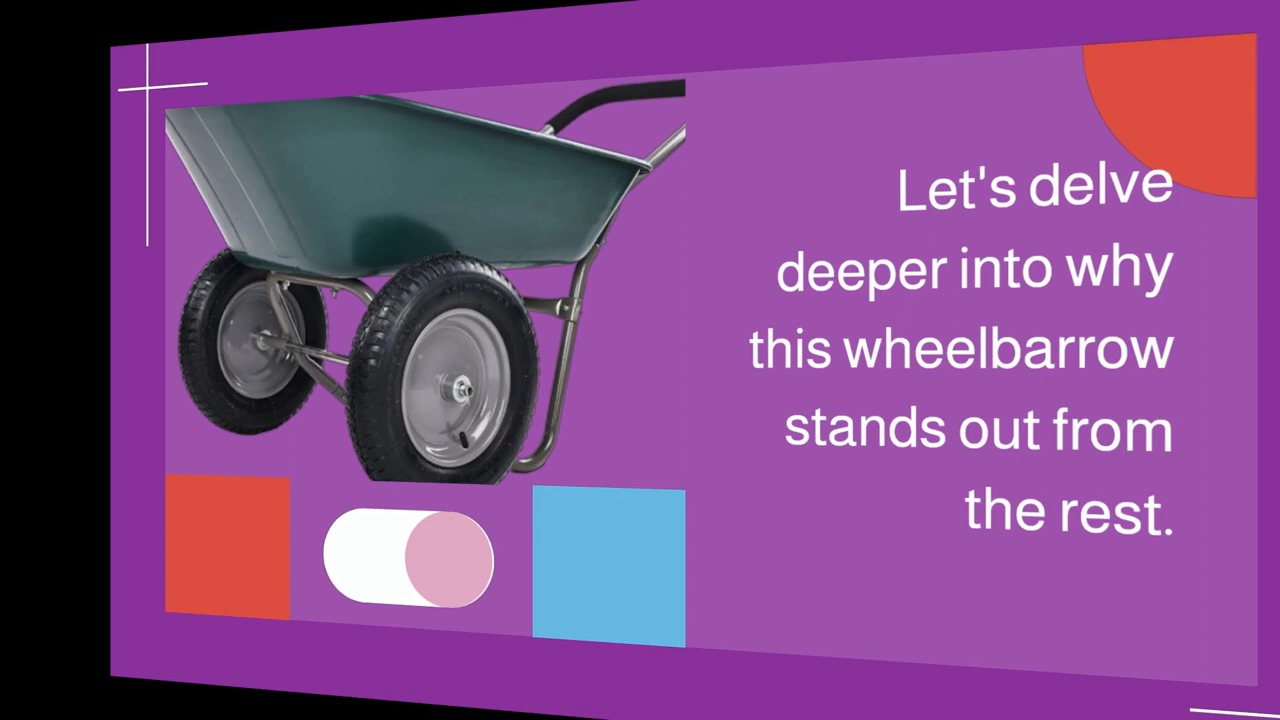 Let's delve
deeper into why
this wheelbarrow
stands out from
the rest.